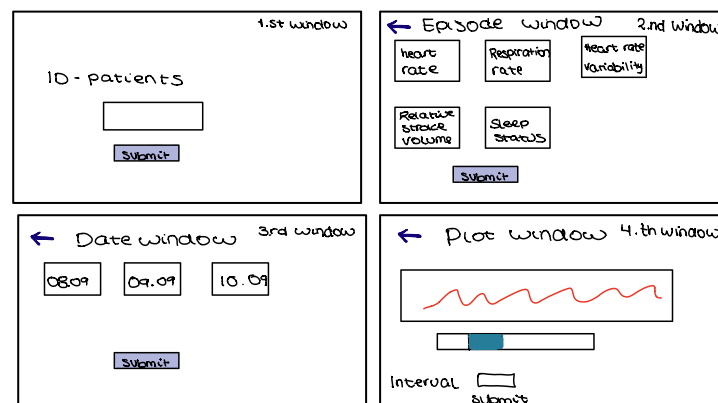 1.st window
ID-patients
Submit
Episode window
2.nd window
heart
rate
Respiration
rate
Heart rate
variability
Relative
stroke
volume
Sleep
status
Submit
3rd window
Date window
08.09
09.09
10.09
Submit
Plot window
4.th window
Interval
submit